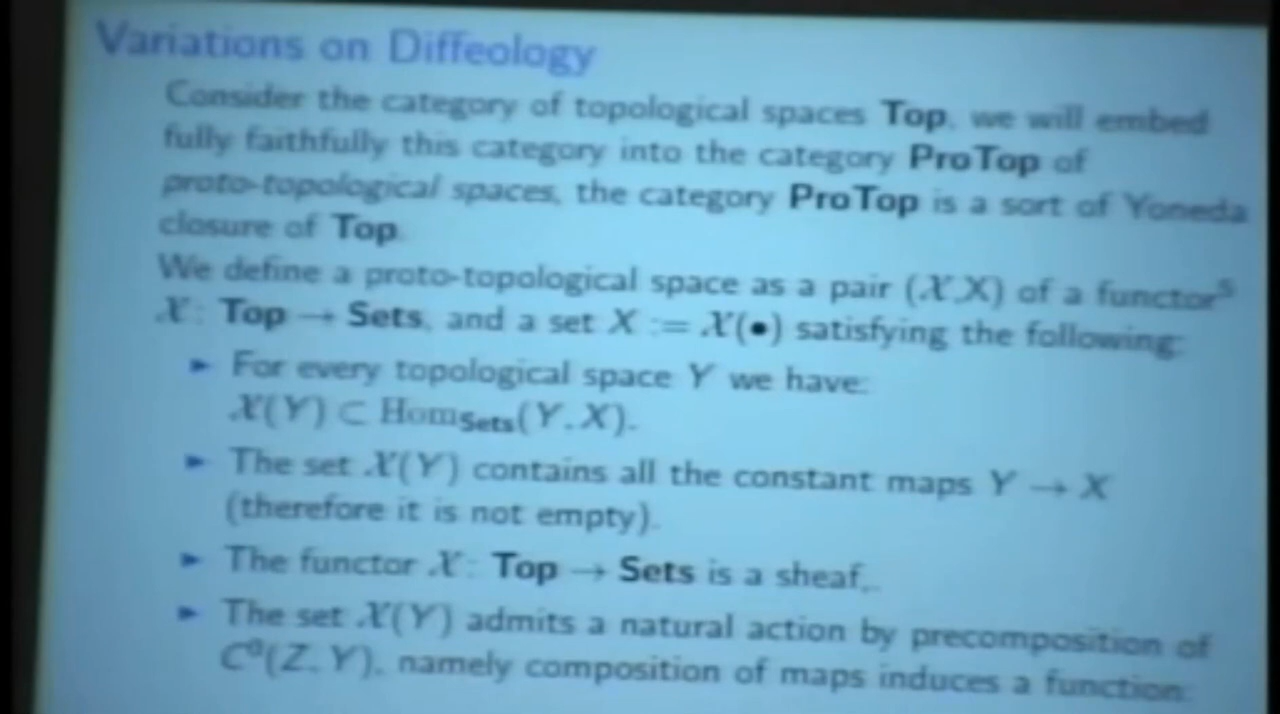 Variations on Diffeology
Consider the category of topological spaces Top, we will embed
fully faithfully this category into the category ProTop of
proto-topological spaces, the category ProTop is a sort of Yoneda
closure of Top.
We define a proto-topological space as a pair (𝒳,X) of a functor⁵
𝒳 : Top → Sets, and a set X := 𝒳(•) satisfying the following:
► For every topological space Y we have:
𝒳(Y) ⊂ Hom_Sets(Y,X).
► The set 𝒳(Y) contains all the constant maps Y → X
(therefore it is not empty).
► The functor 𝒳 : Top → Sets is a sheaf,.
► The set 𝒳(Y) admits a natural action by precomposition of
C⁰(Z,Y), namely composition of maps induces a function: